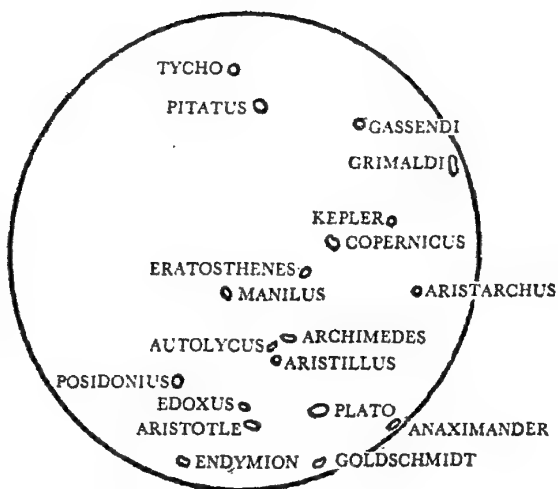 TYCHO
PITATUS
GASSENDI
GRIMALDI
KEPLER
COPERNICUS
ERATOSTHENES
MANILUS
ARISTARCHUS
ARCHIMEDES
AUTOLYCUS
ARISTILLUS
POSIDONIUS
EDOXUS
PLATO
ARISTOTLE
ANAXIMANDER
ENDYMION
GOLDSCHMIDT